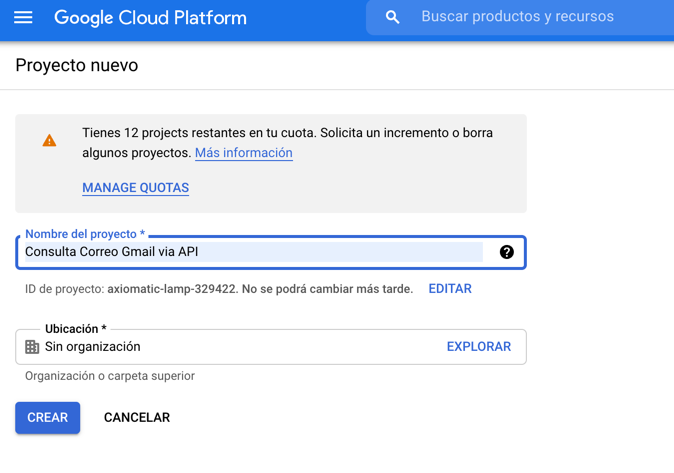 Google Cloud Platform
Buscar productos y recursos
Proyecto nuevo
Tienes 12 projects restantes en tu cuota. Solicita un incremento o borra
algunos proyectos. Más información
MANAGE QUOTAS
Nombre del proyecto *
Consulta Correo Gmail via API
ID de proyecto: axiomatic-lamp-329422. No se podrá cambiar más tarde. EDITAR
Ubicación *
Sin organización EXPLORAR
Organización o carpeta superior
CREAR CANCELAR